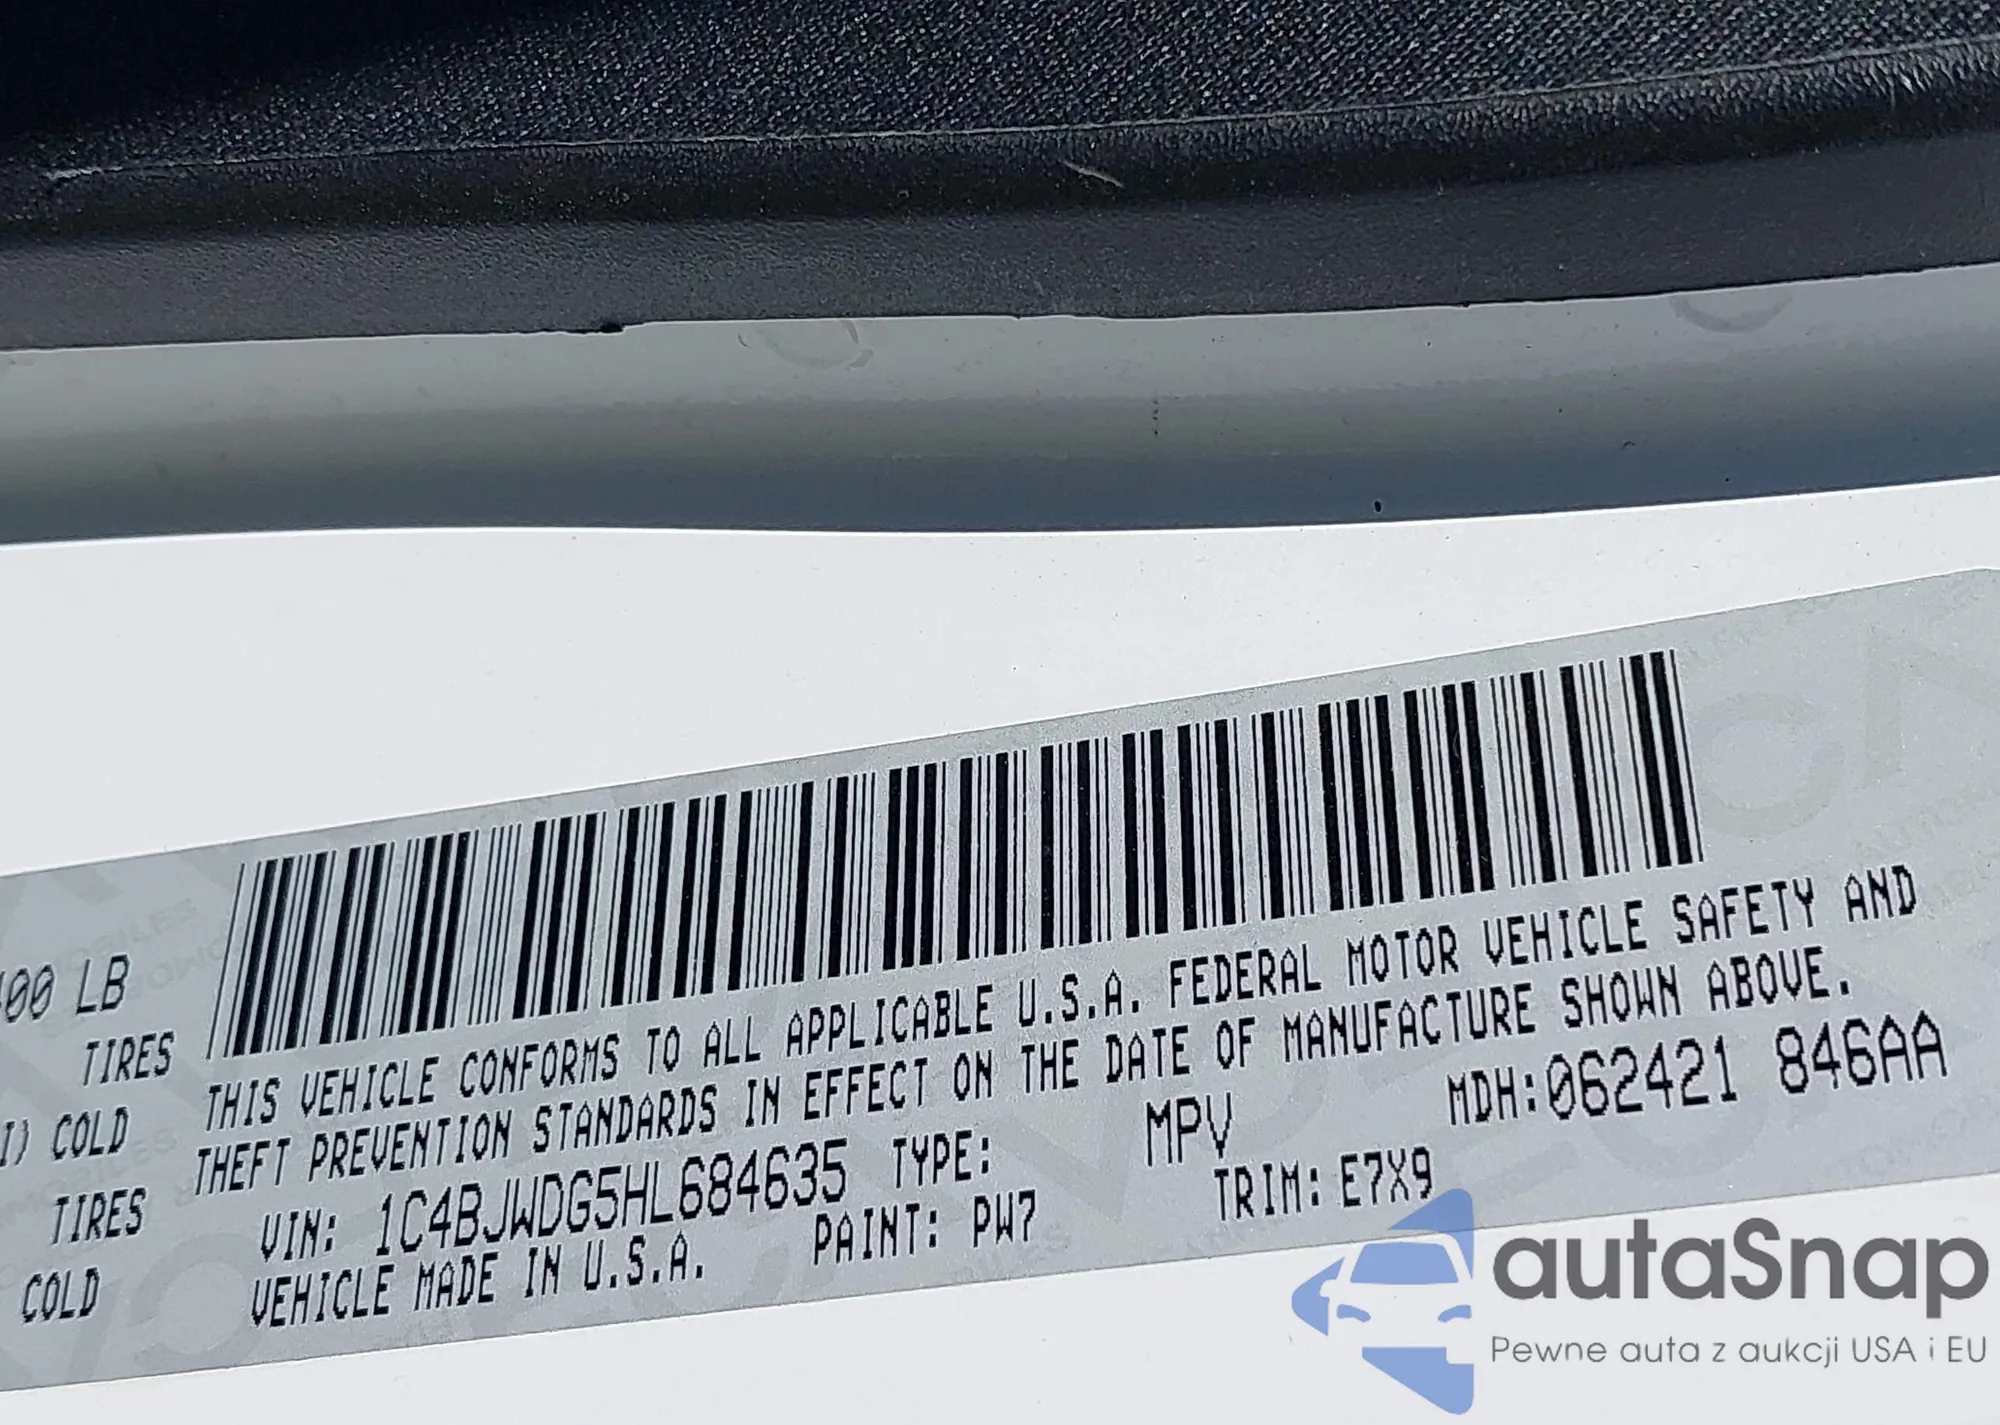 00 LB
TIRES
I) COLD
TIRES
COLD
THIS VEHICLE CONFORMS TO ALL APPLICABLE U.S.A. FEDERAL MOTOR VEHICLE SAFETY AND
THEFT PREVENTION STANDARDS IN EFFECT ON THE DATE OF MANUFACTURE SHOWN ABOVE.
VIN: 1C4BJWDG5HL684635 TYPE: MPV MDH:062421 846AA
VEHICLE MADE IN U.S.A. PAINT: PW7 TRIM: E7X9
autaSnap
Pewne auta z aukcji USA i EU